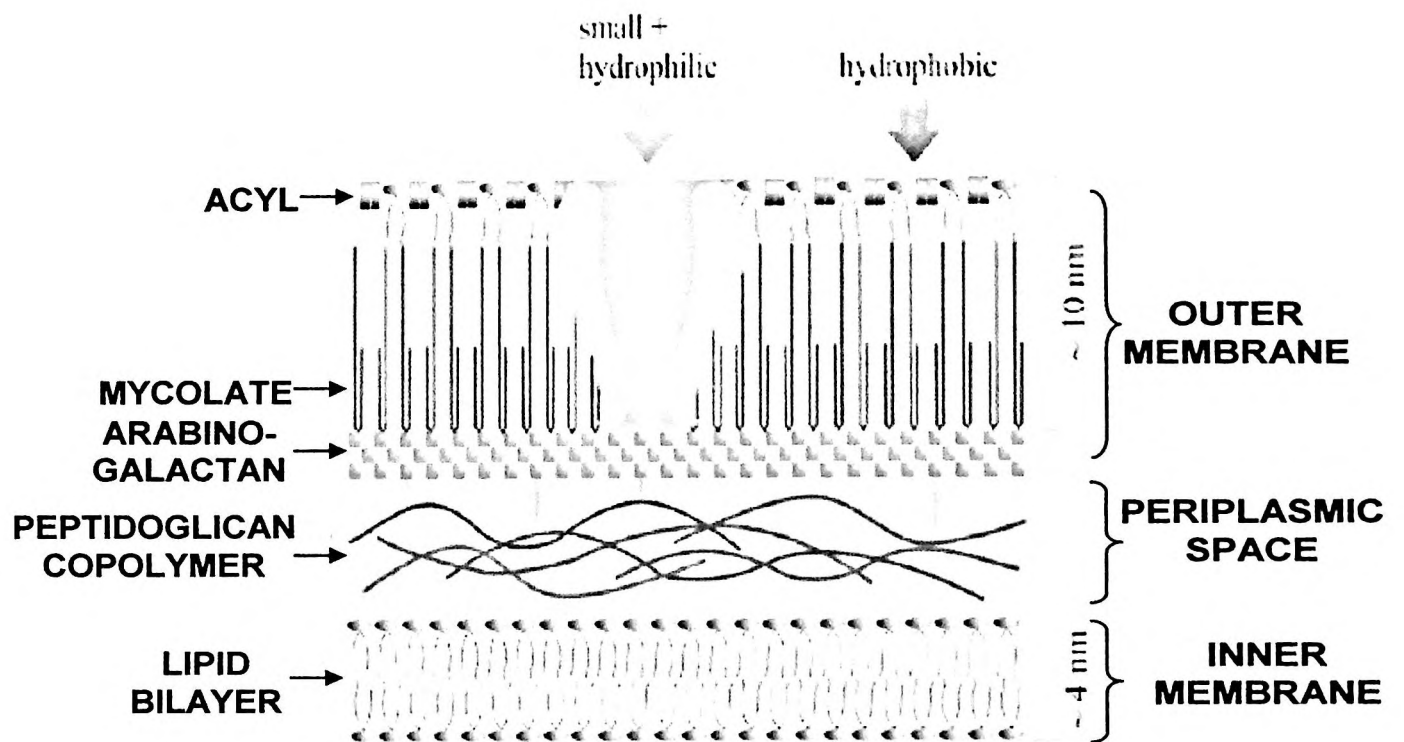 small +
hydrophilic
hydrophobic
ACYL
MYCOLATE
ARABINO-
GALACTAN
PEPTIDOGLICAN
COPOLYMER
LIPID
BILAYER
~ 10 nm
OUTER
MEMBRANE
PERIPLASMIC
SPACE
~ 4 nm
INNER
MEMBRANE